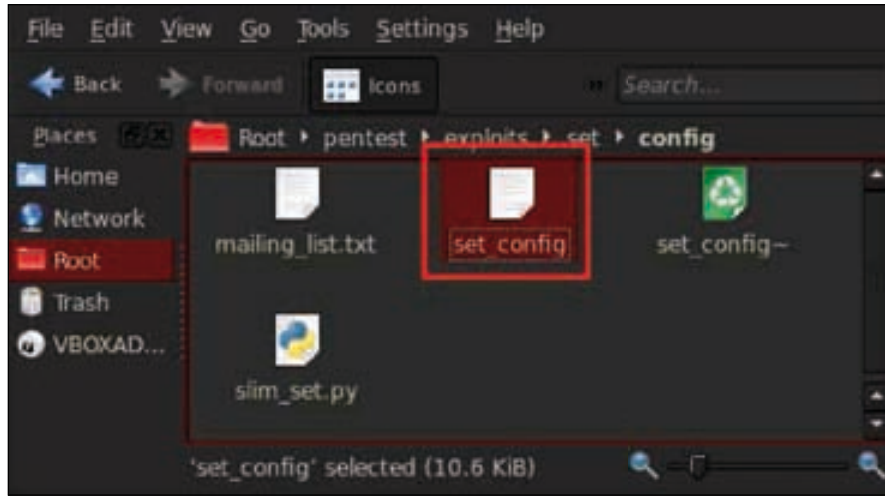 File Edit View Go Tools Settings Help
Back Forward Icons » Search...
Places Root pentest exploits set config
Home
Network
Root
Trash
VBOXAD...
mailing_list.txt set_config set_config~
slim_set.py
'set_config' selected (10.6 KiB)